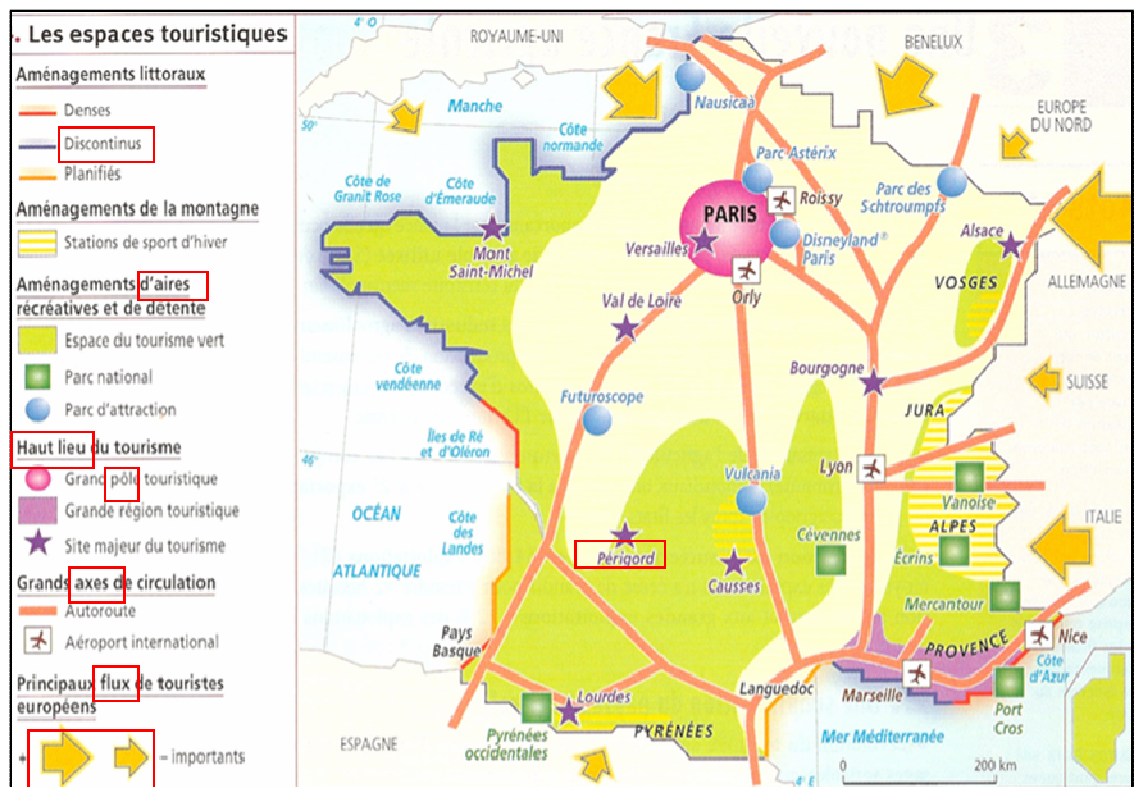 . Les espaces touristiques
Aménagements littoraux
Denses
Discontinus
Planifiés
Aménagements de la montagne
Stations de sport d'hiver
Aménagements d'aires
récréatives et de détente
Espace du tourisme vert
Parc national
Parc d'attraction
Haut lieu du tourisme
Grand pôle touristique
Grande région touristique
Site majeur du tourisme
Grands axes de circulation
Autoroute
Aéroport international
Principaux flux de touristes
européens
+ – importants
4° O
ROYAUME-UNI
BENELUX
EUROPE
DU NORD
ALLEMAGNE
SUISSE
ITALIE
ESPAGNE
50°
46°
4° E
Manche
Côte
normande
Côte de
Granit Rose
Côte
d'Émeraude
Nausicaà
Parc Astérix
Roissy
Parc des
Schtroumpfs
PARIS
Versailles
Disneyland®
Paris
Orly
Alsace
VOSGES
Mont
Saint-Michel
Val de Loire
Côte
vendéenne
Bourgogne
Futuroscope
JURA
Îles de Ré
et d'Oléron
Lyon
Vulcania
Vanoise
ALPES
OCÉAN
ATLANTIQUE
Côte
des
Landes
Périgord
Causses
Cévennes
Écrins
Mercantour
Pays
Basque
PROVENCE
Nice
Côte
d'Azur
Languedoc
Marseille
Port
Cros
Lourdes
Pyrénées
occidentales
PYRÉNÉES
Mer Méditerranée
0 200 km